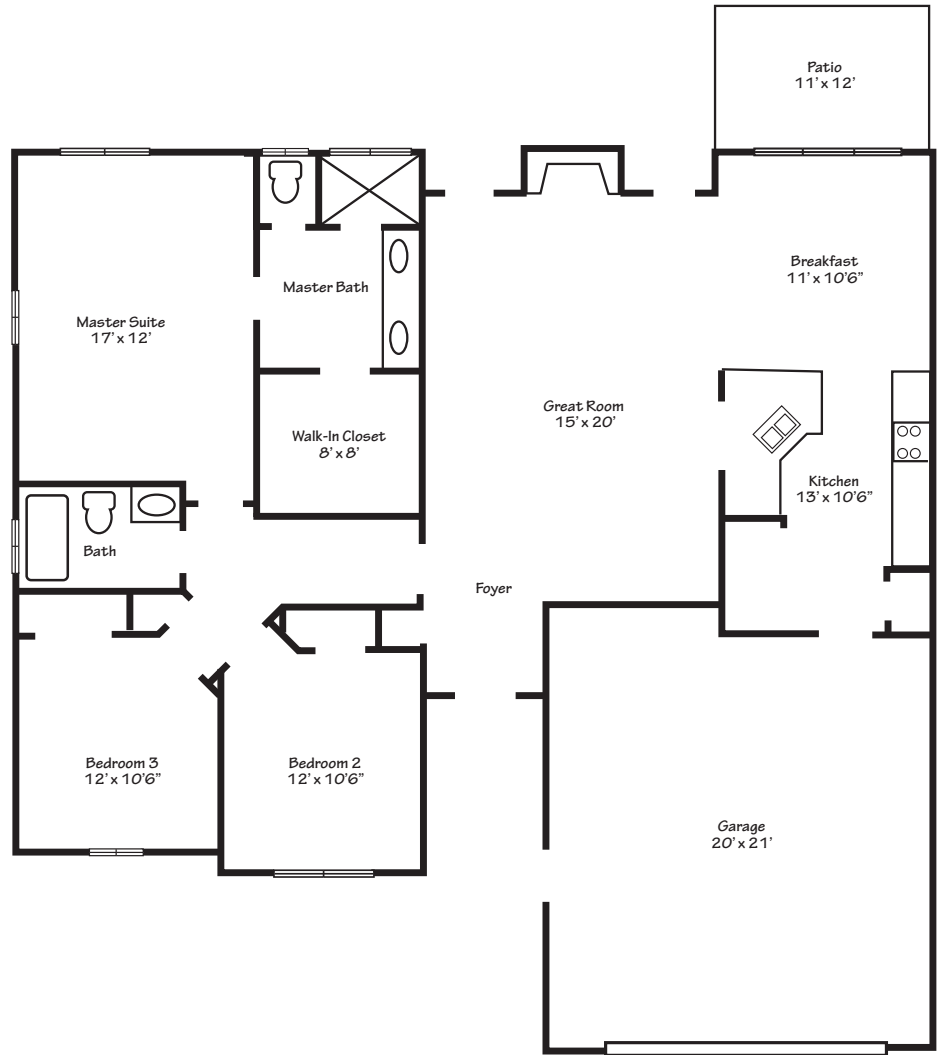 Patio
11’ x 12’
Breakfast
11’ x 10’6”
Master Bath
Master Suite
17’ x 12’
Great Room
15’ x 20’
Walk-In Closet
8’ x 8’
Kitchen
13’ x 10’6”
Bath
Foyer
Bedroom 3
12’ x 10’6”
Bedroom 2
12’ x 10’6”
Garage
20’ x 21’